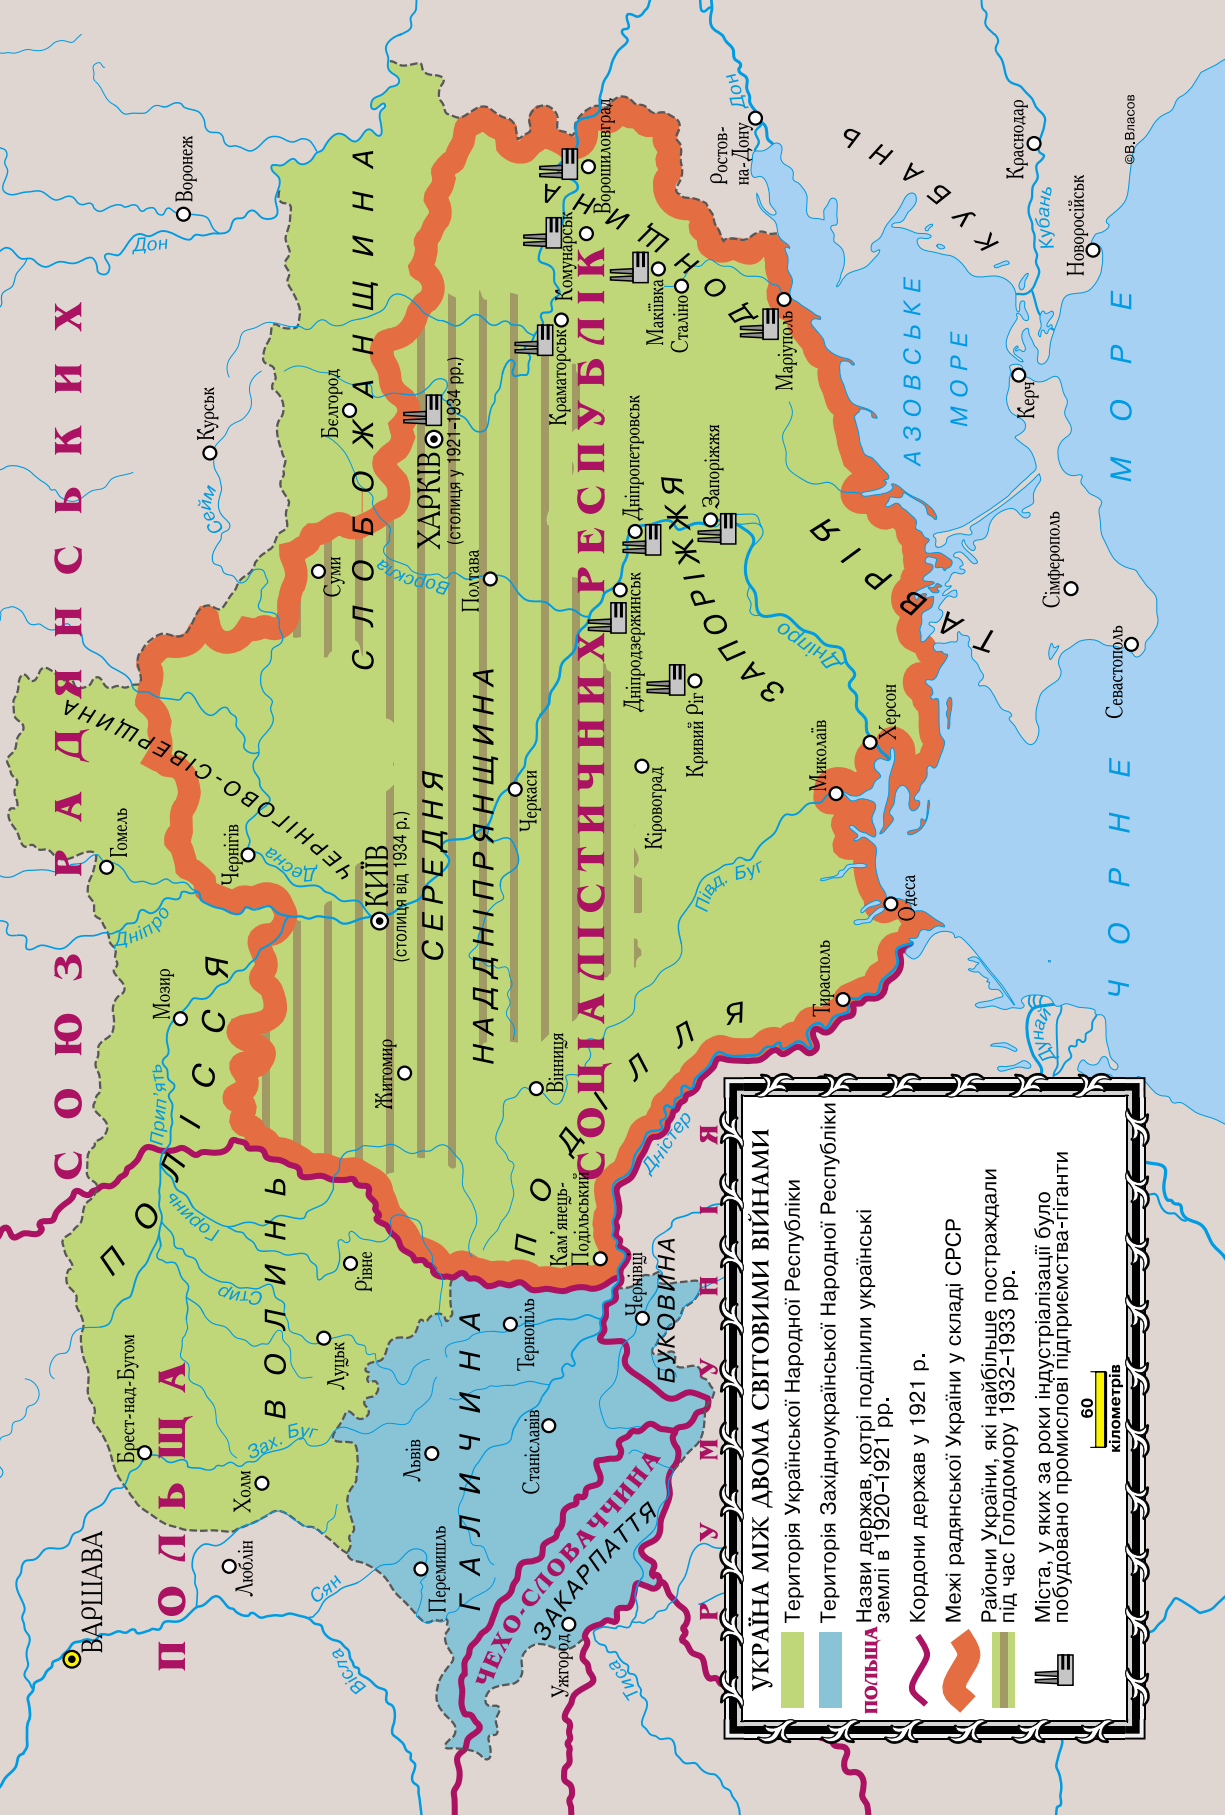 СОЮЗ РАДЯНСЬКИХ
СОЦІАЛІСТИЧНИХ РЕСПУБЛІК
ПОЛЬЩА
ЧЕХО-СЛОВАЧЧИНА
РУМУНІЯ
ПОЛІССЯ
ВОЛИНЬ
ГАЛИЧИНА
ЗАКАРПАТТЯ
БУКОВИНА
ПОДІЛЛЯ
ЧЕРНІГОВО-СІВЕРЩИНА
СЕРЕДНЯ
НАДДНІПРЯНЩИНА
СЛОБОЖАНЩИНА
ЗАПОРІЖЖЯ
ДОНЩИНА
ТАВРІЯ
КУБАНЬ
АЗОВСЬКЕ
МОРЕ
ЧОРНЕ МОРЕ
ВАРШАВА
Люблін
Холм
Брест-над-Бугом
Луцьк
Рівне
Перемишль
Львів
Станіславів
Тернопіль
Ужгород
Чернівці
Кам’янець-
Подільський
Мозир
Гомель
Чернігів
Житомир
Вінниця
КИЇВ
(столиця від 1934 р.)
Черкаси
Кіровоград
Кривий Ріг
Тирасполь
Одеса
Миколаїв
Херсон
Суми
Полтава
Курськ
Бєлгород
Воронеж
ХАРКІВ
(столиця у 1921–1934 рр.)
Дніпродзержинськ
Дніпропетровськ
Запоріжжя
Краматорськ
Комунарськ
Ворошиловград
Макіївка
Сталіно
Маріуполь
Ростов-
на-Дону
Краснодар
Новоросійськ
Керч
Сімферополь
Севастополь
Вісла
Сян
Тиса
Зах. Буг
Стир
Горинь
Прип'ять
Дніпро
Десна
Сейм
Ворскла
Дон
Дон
Дніпро
Півд. Буг
Дністер
Дунай
Кубань
©В.Власов
УКРАЇНА МІЖ ДВОМА СВІТОВИМИ ВІЙНАМИ
Територія Української Народної Республіки
Територія Західноукраїнської Народної Республіки
ПОЛЬЩА
Назви держав, котрі поділили українські
землі в 1920–1921 рр.
Кордони держав у 1921 р.
Межі радянської України у складі СРСР
Райони України, які найбільше постраждали
під час Голодомору 1932–1933 рр.
Міста, у яких за роки індустріалізації було
побудовано промислові підприємства-гіганти
60
кілометрів